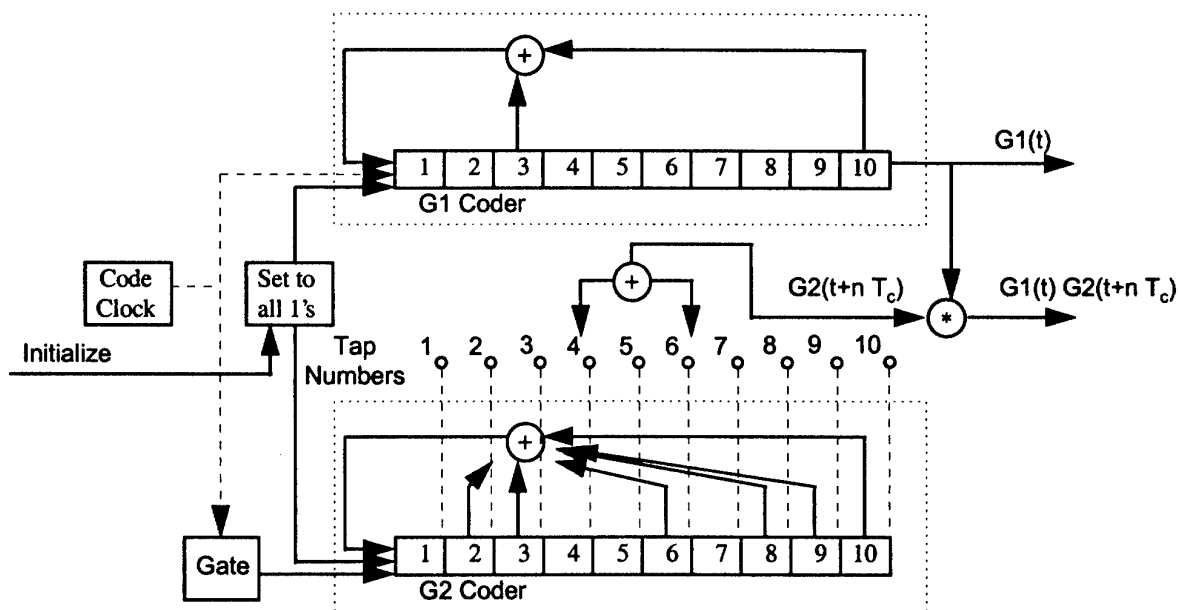 +
1 2 3 4 5 6 7 8 9 10
G1 Coder
G1(t)
Code
Clock
Set to
all 1's
Initialize
+
G2(t+n T_c)
*
G1(t) G2(t+n T_c)
Tap
Numbers
1 2 3 4 5 6 7 8 9 10
+
1 2 3 4 5 6 7 8 9 10
G2 Coder
Gate